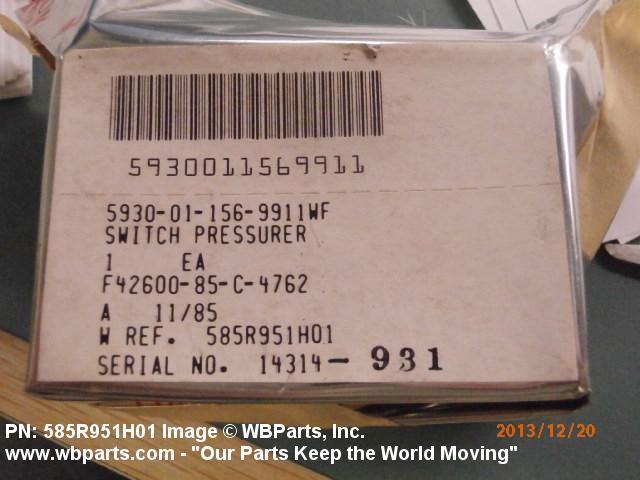 5930011569911
5930-01-156-9911WF
SWITCH PRESSURER
1 EA
F42600-85-C-4762
A 11/85
W REF. 585R951H01
SERIAL NO. 14314-931
PN: 585R951H01 Image © WBParts, Inc.
2013/12/20
www.wbparts.com - "Our Parts Keep the World Moving"